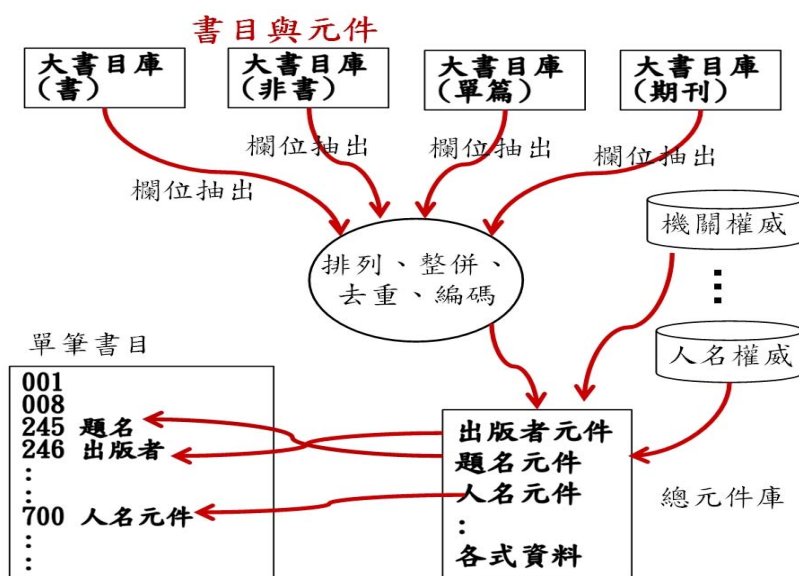 書目與元件
大書目庫
(書)
大書目庫
(非書)
大書目庫
(單篇)
大書目庫
(期刊)
欄位抽出
欄位抽出
欄位抽出
欄位抽出
機關權威
⋮
人名權威
排列、整併、
去重、編碼
單筆書目
001
008
245 題名
246 出版者
:
:
700 人名元件
:
:
出版者元件
題名元件
人名元件
:
各式資料
總元件庫